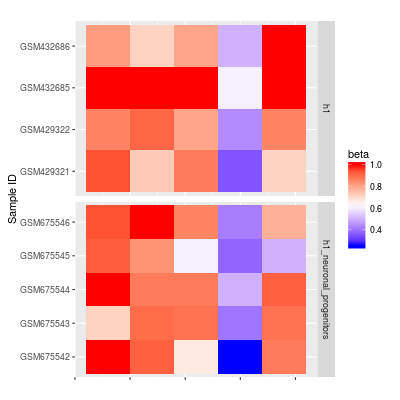 GSM432686
GSM432685
GSM429322
GSM429321
h1
GSM675546
GSM675545
GSM675544
GSM675543
GSM675542
h1_neuronal_progenitors
Sample ID
beta
1.0
0.8
0.6
0.4